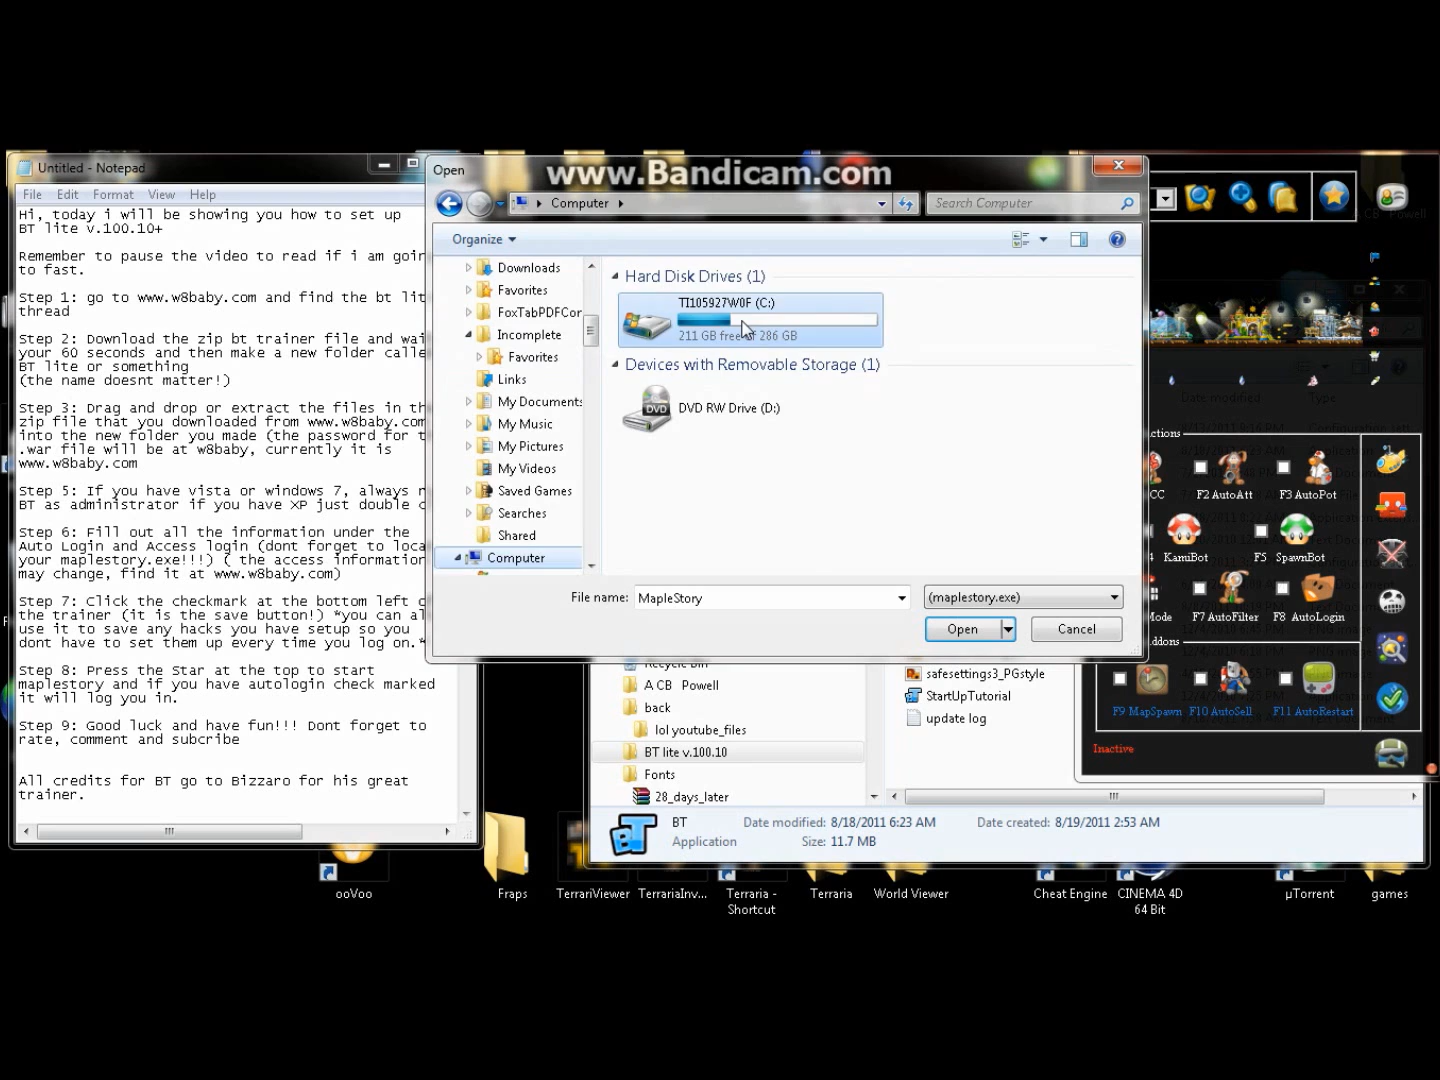 www.Bandicam.com
Untitled - Notepad
File Edit Format View Help
Hi, today i will be showing you how to set up
BT lite v.100.10+
Remember to pause the video to read if i am goin
to fast.
Step 1: go to www.w8baby.com and find the bt lit
thread
Step 2: Download the zip bt trainer file and wai
your 60 seconds and then make a new folder calle
BT lite or something
(the name doesnt matter!)
Step 3: Drag and drop or extract the files in th
zip file that you downloaded from www.w8baby.com
into the new folder you made (the password for t
.war file will be at w8baby, currently it is
www.w8baby.com
Step 5: If you have vista or windows 7, always r
BT as administrator if you have XP just double c
Step 6: Fill out all the information under the
Auto Login and Access login (dont forget to loca
your maplestory.exe!!!) ( the access information
may change, find it at www.w8baby.com)
Step 7: Click the checkmark at the bottom left o
the trainer (it is the save button!) *you can al
use it to save any hacks you have setup so you
dont have to set them up every time you log on.*
Step 8: Press the Star at the top to start
maplestory and if you have autologin check marked
it will log you in.
Step 9: Good luck and have fun!!! Dont forget to
rate, comment and subcribe
All credits for BT go to Bizzaro for his great
trainer.
Open
Computer
Search Computer
Organize
Downloads
Favorites
FoxTabPDFCor
Incomplete
Favorites
Links
My Documents
My Music
My Pictures
My Videos
Saved Games
Searches
Shared
Computer
Hard Disk Drives (1)
TI105927W0F (C:)
211 GB free of 286 GB
Devices with Removable Storage (1)
DVD RW Drive (D:)
DVD
File name: MapleStory
(maplestory.exe)
Open Cancel
A CB Powell
Date modified Type
ctions
CC F2 AutoAtt F3 AutoPot
4 KamiBot F5 SpawnBot
Mode F7 AutoFilter F8 AutoLogin
ddons
F9 MapSpawn F10 AutoSell F11 AutoRestart
Inactive
Recycle Bin
A CB Powell
back
lol youtube_files
BT lite v.100.10
Fonts
28_days_later
safesettings3_PGstyle
StartUpTutorial
update log
BT
BT Date modified: 8/18/2011 6:23 AM Date created: 8/19/2011 2:53 AM
Application Size: 11.7 MB
ooVoo
Fraps
TerrariViewer
TerrariaInv...
Terraria -
Shortcut
Terraria
World Viewer
Cheat Engine
CINEMA 4D
64 Bit
µTorrent
games